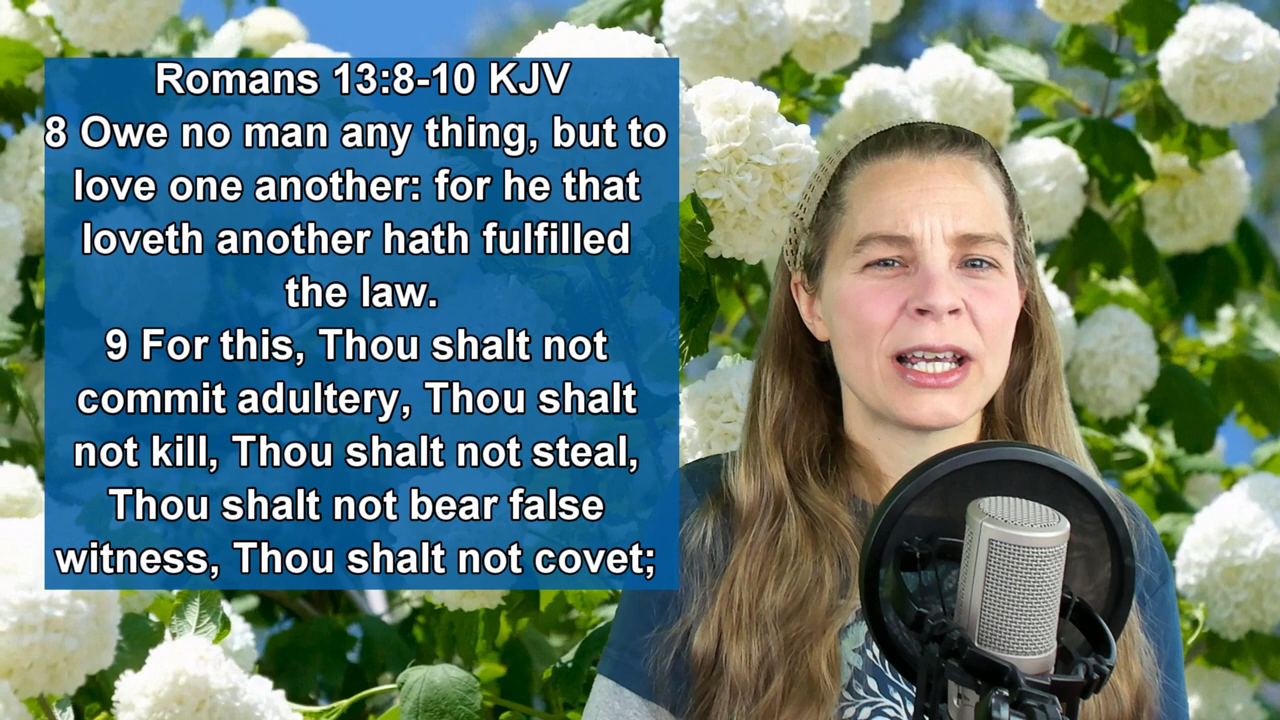 Romans 13:8-10 KJV
8 Owe no man any thing, but to
love one another: for he that
loveth another hath fulfilled
the law.
9 For this, Thou shalt not
commit adultery, Thou shalt
not kill, Thou shalt not steal,
Thou shalt not bear false
witness, Thou shalt not covet;